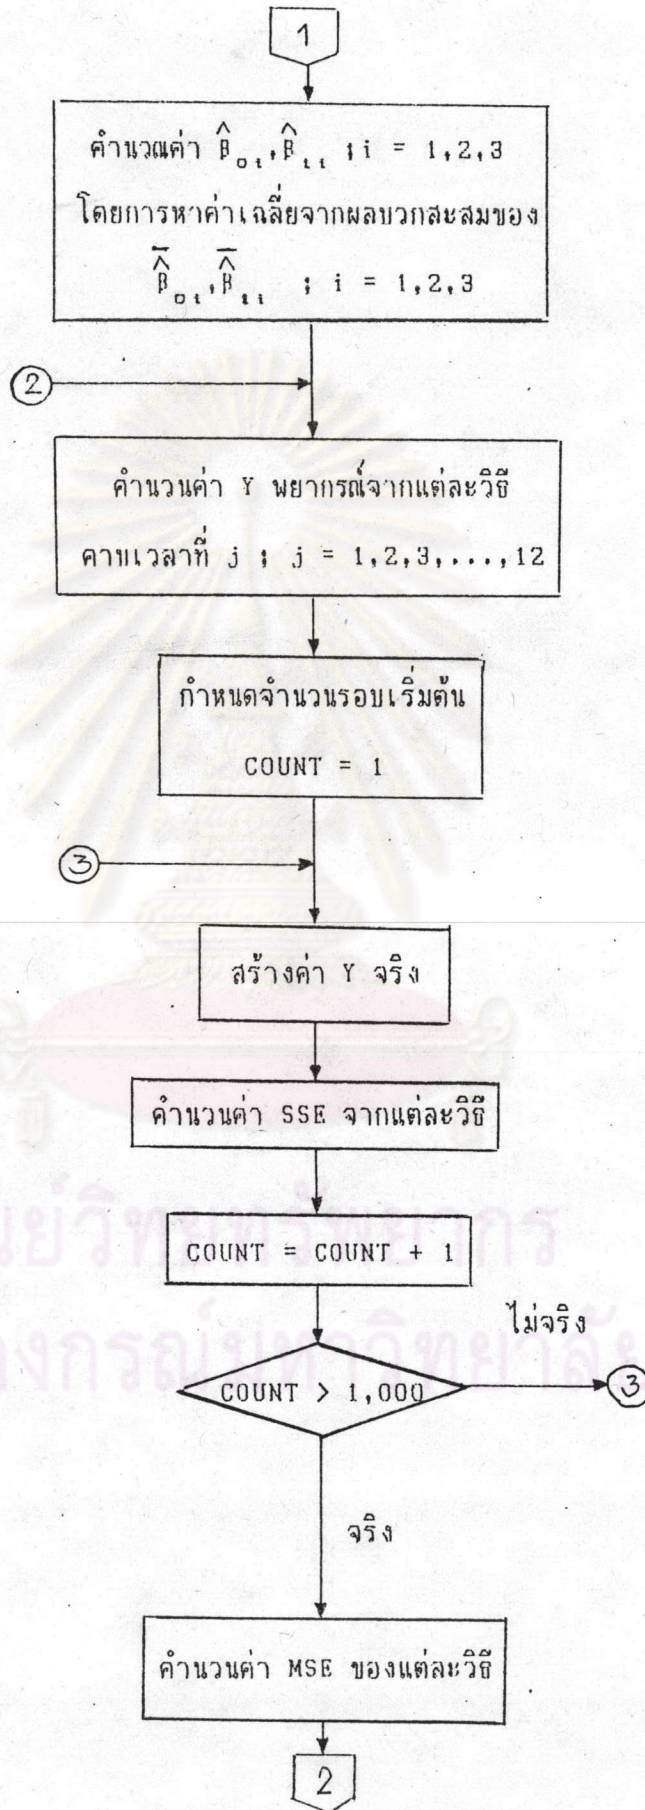 1
คำนวณค่า β̂₀ᵢ, β̂₁ᵢ ; i = 1,2,3
โดยการหาค่าเฉลี่ยจากผลบวกสะสมของ
β̂̄₀ᵢ, β̂̄₁ᵢ ; i = 1,2,3
2
คำนวนค่า Y พยากรณ์จากแต่ละวิธี
คาบเวลาที่ j ; j = 1,2,3,...,12
กำหนดจำนวนรอบเริ่มต้น
COUNT = 1
3
สร้างค่า Y จริง
คำนวนค่า SSE จากแต่ละวิธี
COUNT = COUNT + 1
ไม่จริง
COUNT > 1,000
3
จริง
คำนวนค่า MSE ของแต่ละวิธี
2